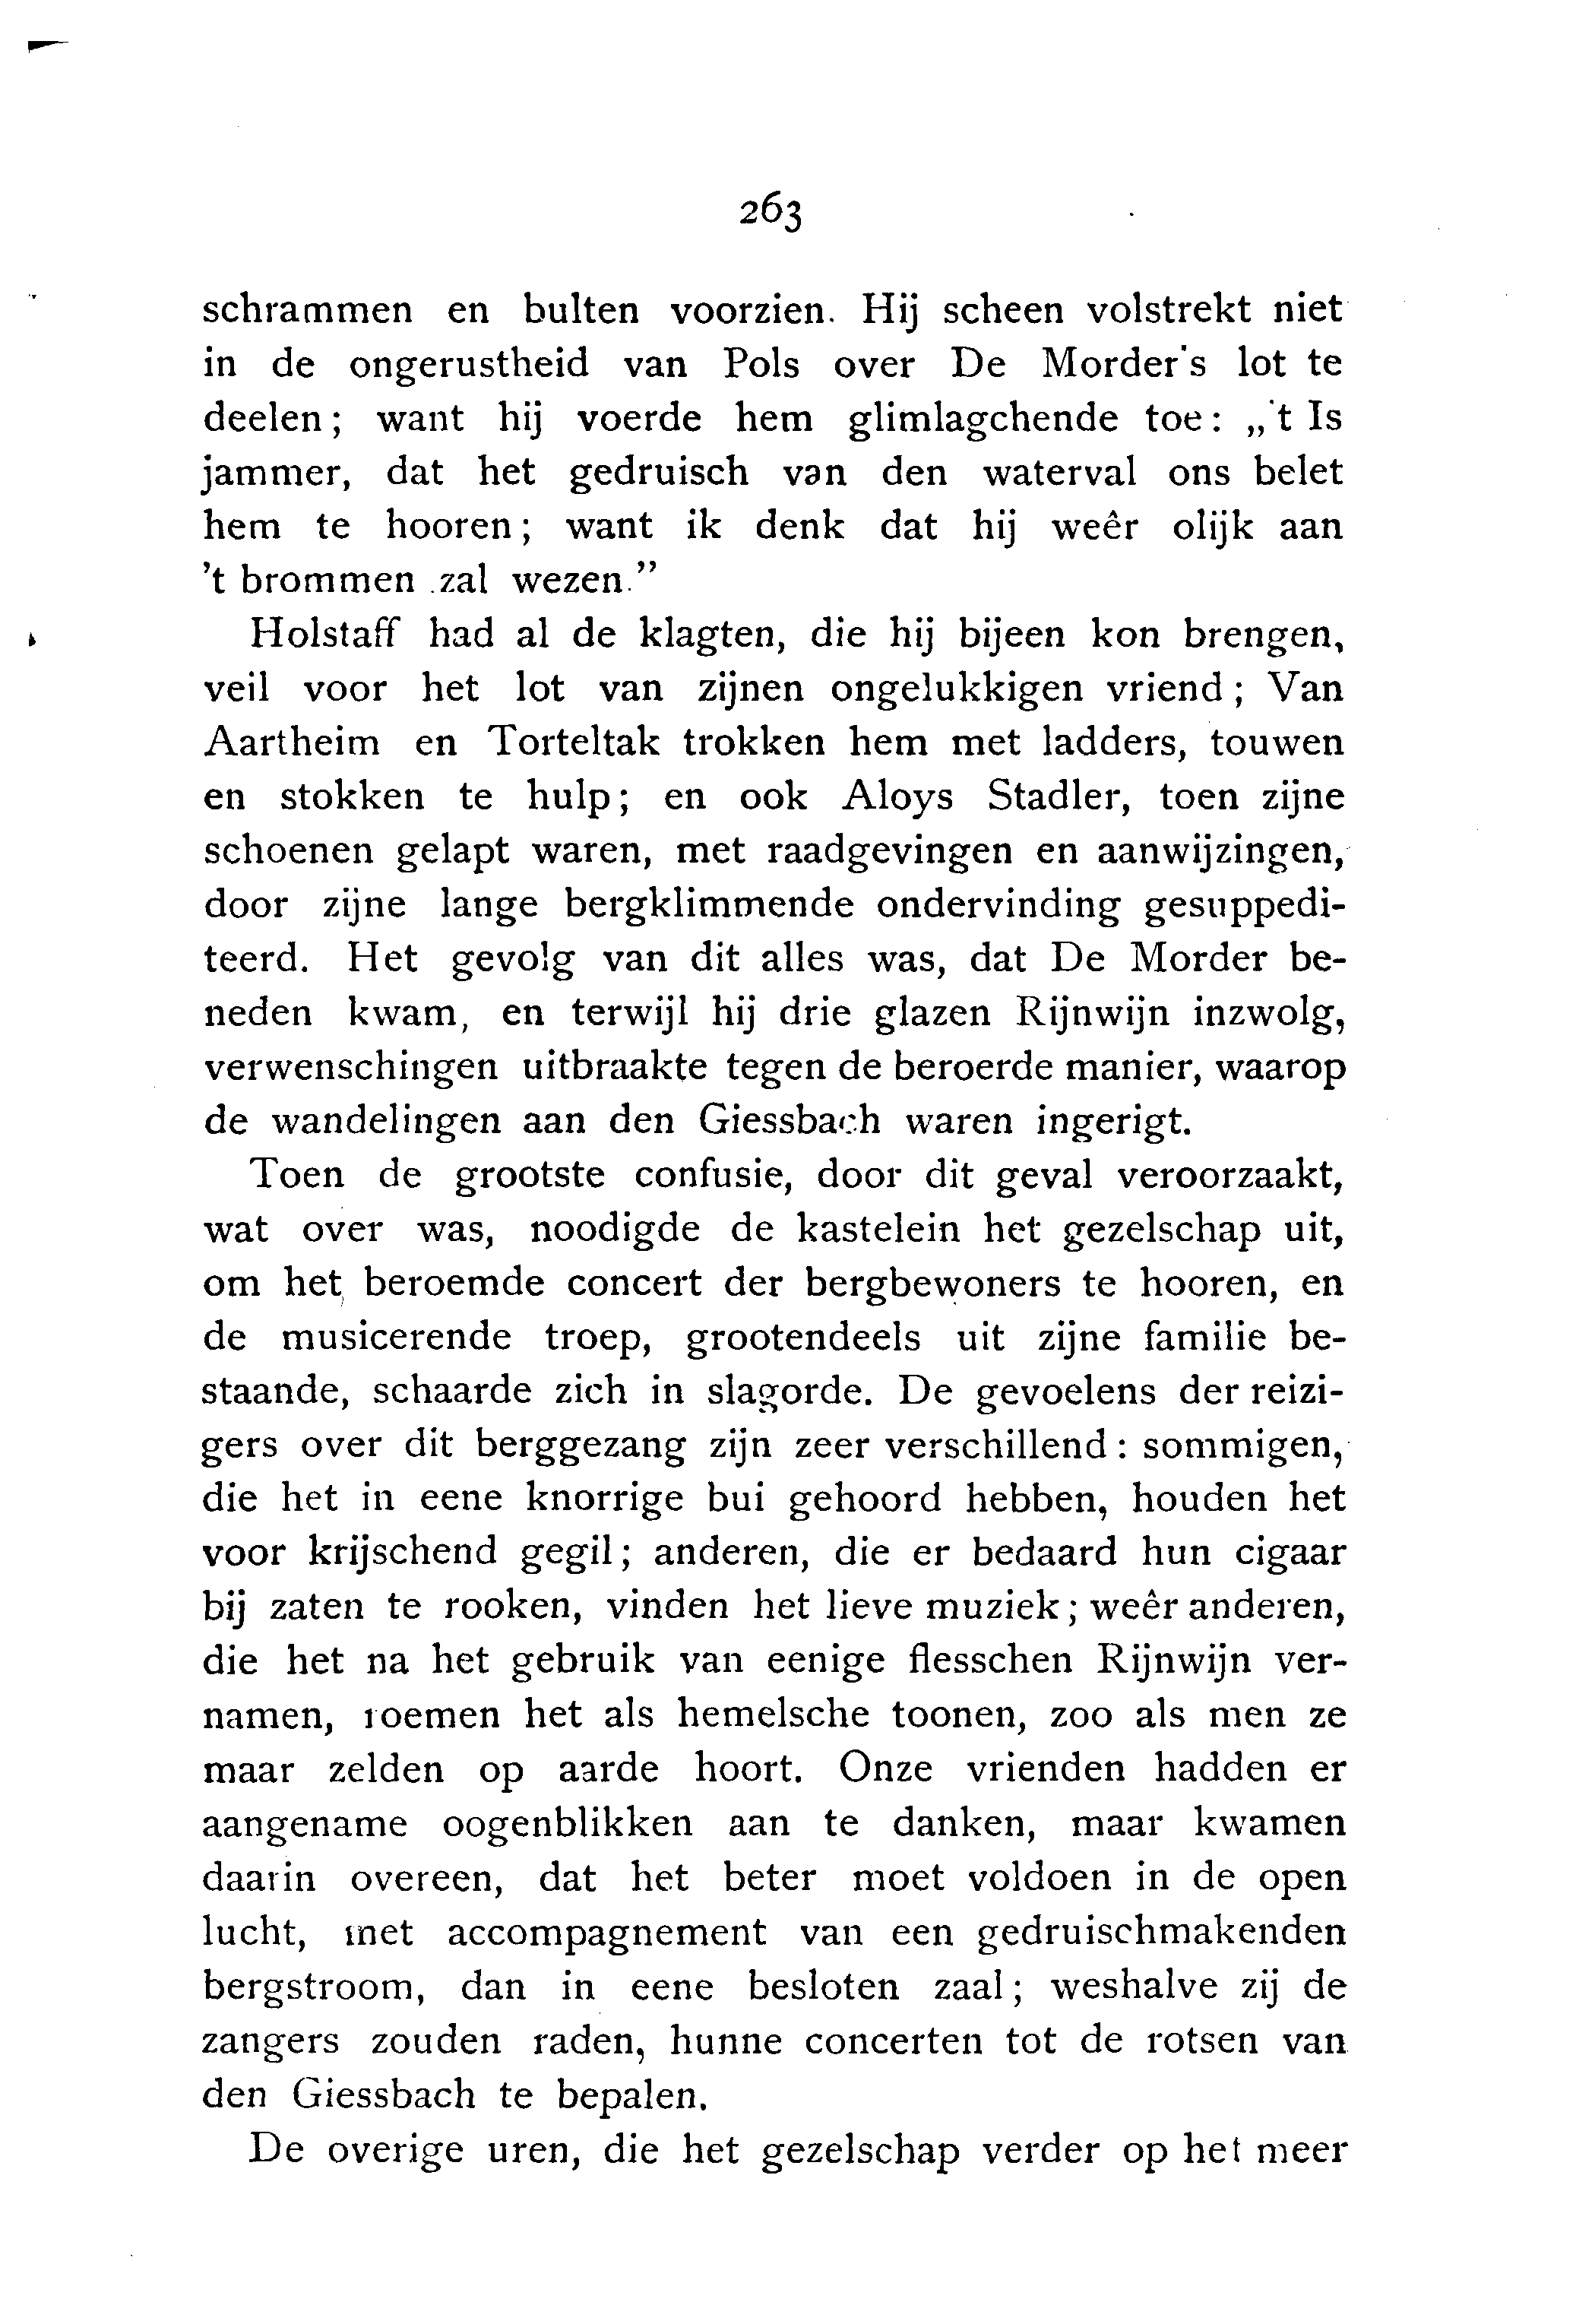 263
schrammen en bulten voorzien. Hij scheen volstrekt niet
in de ongerustheid van Pols over De Morder's lot te
deelen; want hij voerde hem glimlagchende toe: „'t Is
jammer, dat het gedruisch van den waterval ons belet
hem te hooren; want ik denk dat hij weêr olijk aan
't brommen zal wezen.”
Holstaff had al de klagten, die hij bijeen kon brengen,
veil voor het lot van zijnen ongelukkigen vriend; Van
Aartheim en Torteltak trokken hem met ladders, touwen
en stokken te hulp; en ook Aloys Stadler, toen zijne
schoenen gelapt waren, met raadgevingen en aanwijzingen,
door zijne lange bergklimmende ondervinding gesuppedi-
teerd. Het gevolg van dit alles was, dat De Morder be-
neden kwam, en terwijl hij drie glazen Rijnwijn inzwolg,
verwenschingen uitbraakte tegen de beroerde manier, waarop
de wandelingen aan den Giessbach waren ingerigt.
Toen de grootste confusie, door dit geval veroorzaakt,
wat over was, noodigde de kastelein het gezelschap uit,
om het beroemde concert der bergbewoners te hooren, en
de musicerende troep, grootendeels uit zijne familie be-
staande, schaarde zich in slagorde. De gevoelens der reizi-
gers over dit berggezang zijn zeer verschillend: sommigen,
die het in eene knorrige bui gehoord hebben, houden het
voor krijschend gegil; anderen, die er bedaard hun cigaar
bij zaten te rooken, vinden het lieve muziek; weêr anderen,
die het na het gebruik van eenige flesschen Rijnwijn ver-
namen, roemen het als hemelsche toonen, zoo als men ze
maar zelden op aarde hoort. Onze vrienden hadden er
aangename oogenblikken aan te danken, maar kwamen
daarin overeen, dat het beter moet voldoen in de open
lucht, met accompagnement van een gedruischmakenden
bergstroom, dan in eene besloten zaal; weshalve zij de
zangers zouden raden, hunne concerten tot de rotsen van
den Giessbach te bepalen.
De overige uren, die het gezelschap verder op het meer